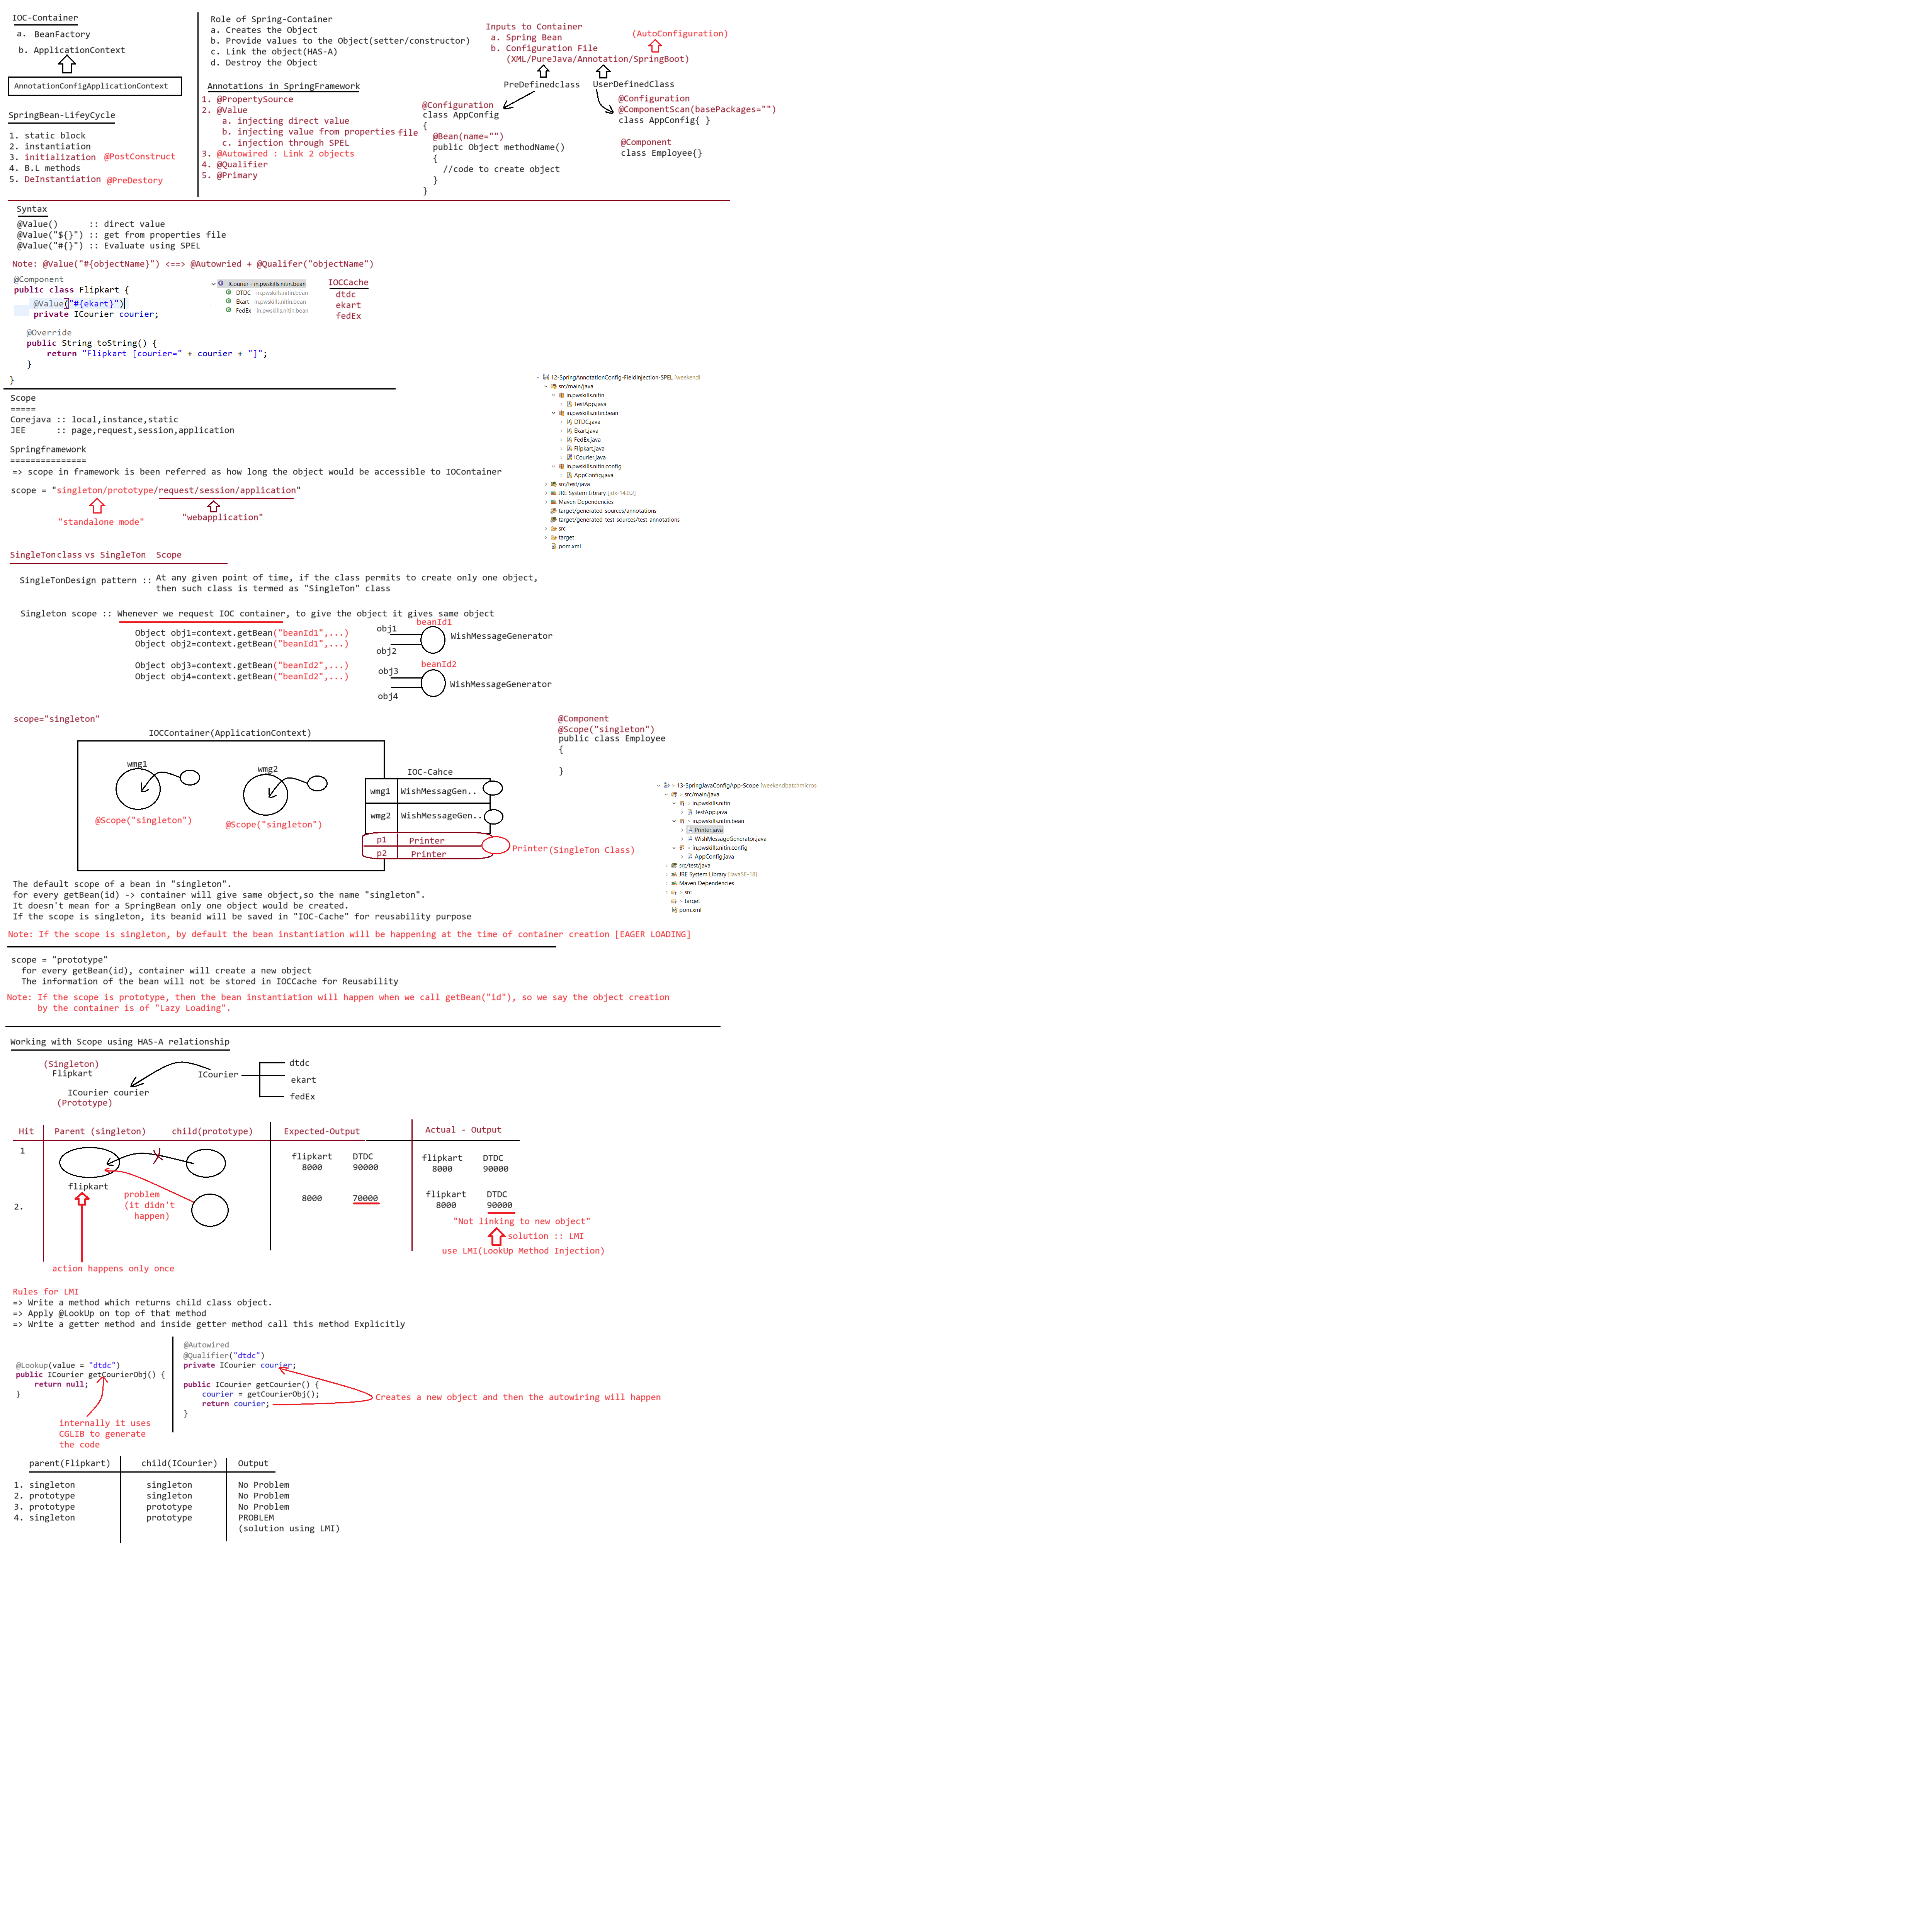 IOC-Container
a. BeanFactory
b. ApplicationContext
AnnotationConfigApplicationContext
SpringBean-LifeyCycle
1. static block
2. instantiation
3. initialization @PostConstruct
4. B.L methods
5. DeInstantiation @PreDestory
Role of Spring-Container
a. Creates the Object
b. Provide values to the Object(setter/constructor)
c. Link the object(HAS-A)
d. Destroy the Object
Annotations in SpringFramework
1. @PropertySource
2. @Value
a. injecting direct value
b. injecting value from properties file
c. injection through SPEL
3. @Autowired : Link 2 objects
4. @Qualifier
5. @Primary
Inputs to Container
a. Spring Bean
b. Configuration File
(XML/PureJava/Annotation/SpringBoot)
(AutoConfiguration)
PreDefinedclass
UserDefinedClass
@Configuration
class AppConfig
{
@Bean(name="")
public Object methodName()
{
//code to create object
}
}
@Configuration
@ComponentScan(basePackages="")
class AppConfig{ }
@Component
class Employee{}
Syntax
@Value() :: direct value
@Value("${}") :: get from properties file
@Value("#{}") :: Evaluate using SPEL
Note: @Value("#{objectName}") <==> @Autowried + @Qualifer("objectName")
@Component
public class Flipkart {
@Value("#{ekart}")
private ICourier courier;
@Override
public String toString() {
return "Flipkart [courier=" + courier + "]";
}
}
ICourier - in.pwskills.nitin.bean
DTDC - in.pwskills.nitin.bean
Ekart - in.pwskills.nitin.bean
FedEx - in.pwskills.nitin.bean
IOCCache
dtdc
ekart
fedEx
Scope
=====
Corejava :: local,instance,static
JEE :: page,request,session,application
Springframework
===============
=> scope in framework is been referred as how long the object would be accessible to IOContainer
scope = "singleton/prototype/request/session/application"
"standalone mode"
"webapplication"
12-SpringAnnotationConfig-FieldInjection-SPEL [weekend
src/main/java
in.pwskills.nitin
TestApp.java
in.pwskills.nitin.bean
DTDC.java
Ekart.java
FedEx.java
Flipkart.java
ICourier.java
in.pwskills.nitin.config
AppConfig.java
src/test/java
JRE System Library [jdk-14.0.2]
Maven Dependencies
target/generated-sources/annotations
target/generated-test-sources/test-annotations
src
target
pom.xml
SingleTonclass vs SingleTon Scope
SingleTonDesign pattern :: At any given point of time, if the class permits to create only one object,
then such class is termed as "SingleTon" class
Singleton scope :: Whenever we request IOC container, to give the object it gives same object
Object obj1=context.getBean("beanId1",...)
Object obj2=context.getBean("beanId1",...)
Object obj3=context.getBean("beanId2",...)
Object obj4=context.getBean("beanId2",...)
beanId1
obj1
WishMessageGenerator
obj2
beanId2
obj3
WishMessageGenerator
obj4
scope="singleton"
IOCContainer(ApplicationContext)
wmg1
@Scope("singleton")
wmg2
@Scope("singleton")
IOC-Cahce
wmg1 WishMessagGen..
wmg2 WishMessageGen..
p1 Printer
p2 Printer
Printer(SingleTon Class)
@Component
@Scope("singleton")
public class Employee
{
}
> 13-SpringJavaConfigApp-Scope [weekendbatchmicros
> src/main/java
> in.pwskills.nitin
TestApp.java
> in.pwskills.nitin.bean
Printer.java
WishMessageGenerator.java
> in.pwskills.nitin.config
AppConfig.java
src/test/java
JRE System Library [JavaSE-18]
Maven Dependencies
> src
> target
pom.xml
The default scope of a bean in "singleton".
for every getBean(id) -> container will give same object,so the name "singleton".
It doesn't mean for a SpringBean only one object would be created.
If the scope is singleton, its beanid will be saved in "IOC-Cache" for reusability purpose
Note: If the scope is singleton, by default the bean instantiation will be happening at the time of container creation [EAGER LOADING]
scope = "prototype"
for every getBean(id), container will create a new object
The information of the bean will not be stored in IOCCache for Reusability
Note: If the scope is prototype, then the bean instantiation will happen when we call getBean("id"), so we say the object creation
by the container is of "Lazy Loading".
Working with Scope using HAS-A relationship
(Singleton)
Flipkart
ICourier courier
(Prototype)
ICourier
dtdc
ekart
fedEx
Hit Parent (singleton) child(prototype) Expected-Output Actual - Output
1
flipkart DTDC
8000 90000
flipkart DTDC
8000 90000
flipkart
problem
(it didn't
happen)
2.
8000 70000
flipkart DTDC
8000 90000
"Not linking to new object"
solution :: LMI
use LMI(LookUp Method Injection)
action happens only once
Rules for LMI
=> Write a method which returns child class object.
=> Apply @LookUp on top of that method
=> Write a getter method and inside getter method call this method Explicitly
@Lookup(value = "dtdc")
public ICourier getCourierObj() {
return null;
}
internally it uses
CGLIB to generate
the code
@Autowired
@Qualifier("dtdc")
private ICourier courier;
public ICourier getCourier() {
courier = getCourierObj();
return courier;
}
Creates a new object and then the autowiring will happen
parent(Flipkart) child(ICourier) Output
1. singleton singleton No Problem
2. prototype singleton No Problem
3. prototype prototype No Problem
4. singleton prototype PROBLEM
(solution using LMI)